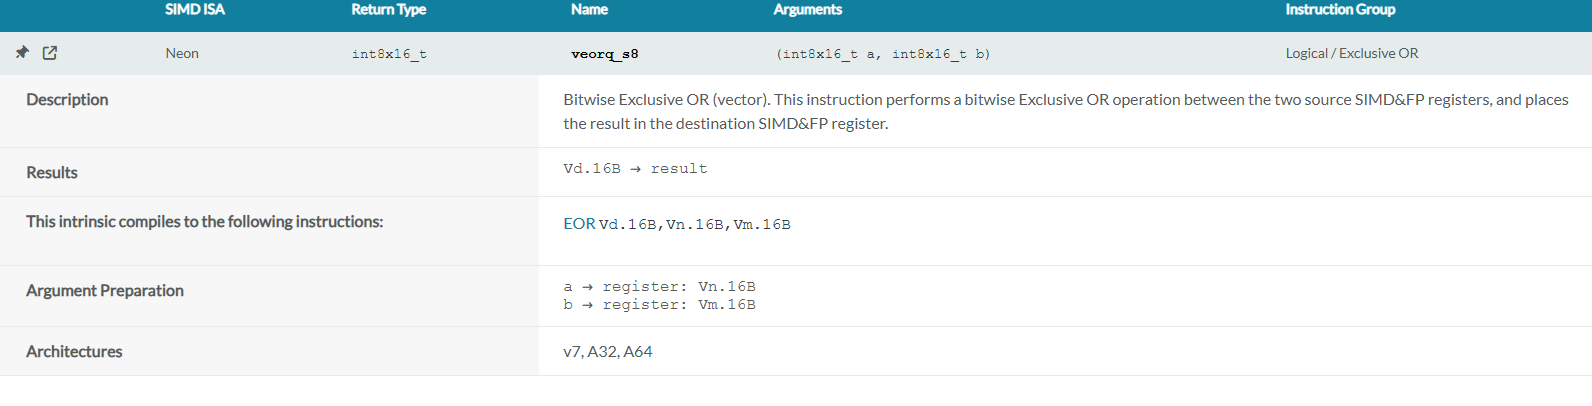 SIMD ISA Return Type Name Arguments Instruction Group
Neon int8x16_t veorq_s8 (int8x16_t a, int8x16_t b) Logical / Exclusive OR
Description Bitwise Exclusive OR (vector). This instruction performs a bitwise Exclusive OR operation between the two source SIMD&FP registers, and places
the result in the destination SIMD&FP register.
Results Vd.16B → result
This intrinsic compiles to the following instructions: EOR Vd.16B,Vn.16B,Vm.16B
Argument Preparation a → register: Vn.16B
b → register: Vm.16B
Architectures v7, A32, A64